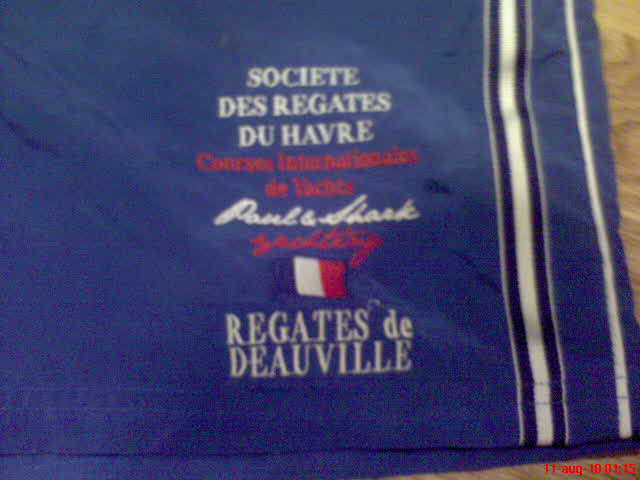 SOCIETE
DES REGATES
DU HAVRE
Courses Internationales
de Yachts
Paul & Shark
yachting
REGATES de
DEAUVILLE
11-aug-10 01:15